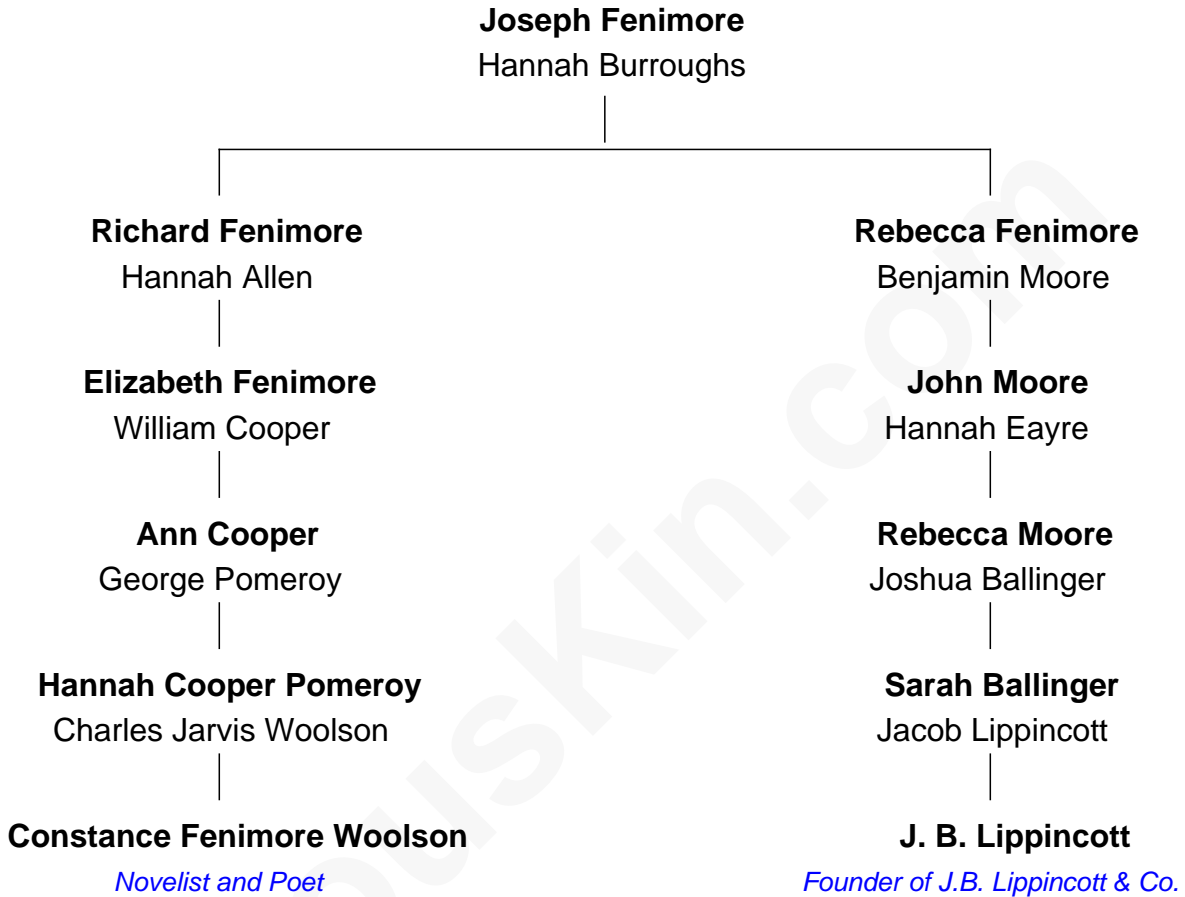 Joseph Fenimore
Hannah Burroughs
Richard Fenimore
Hannah Allen
Rebecca Fenimore
Benjamin Moore
Elizabeth Fenimore
William Cooper
John Moore
Hannah Eayre
Ann Cooper
George Pomeroy
Rebecca Moore
Joshua Ballinger
Hannah Cooper Pomeroy
Charles Jarvis Woolson
Sarah Ballinger
Jacob Lippincott
Constance Fenimore Woolson
Novelist and Poet
J. B. Lippincott
Founder of J.B. Lippincott & Co.
ousKin.com